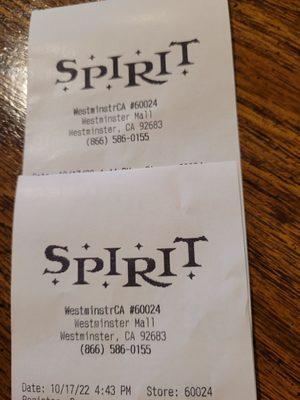 SPIRIT
WestminstrCA #60024
Westminster Mall
Westminster, CA 92683
(866) 586-0155
SPIRIT
WestminstrCA #60024
Westminster Mall
Westminster, CA 92683
(866) 586-0155
Date: 10/17/22 4:43 PM Store: 60024